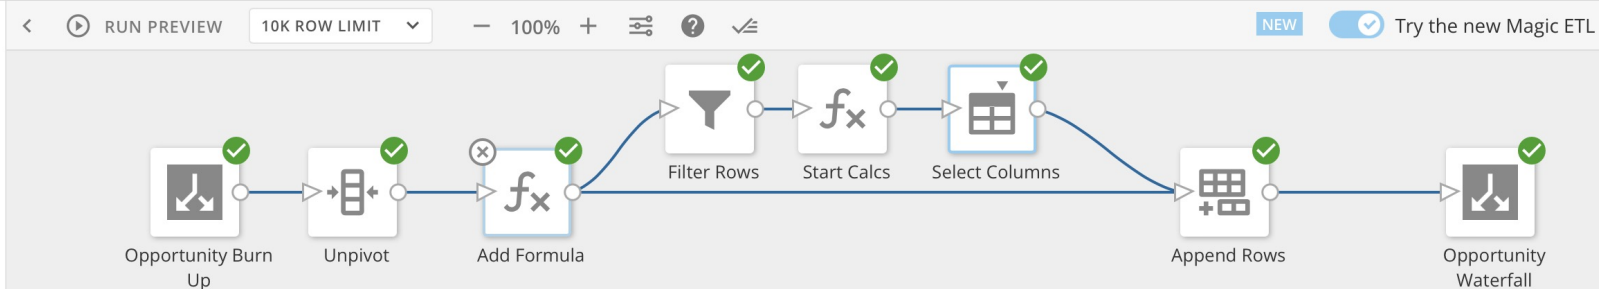 RUN PREVIEW 10K ROW LIMIT 100% NEW Try the new Magic ETL
Filter Rows Start Calcs Select Columns
Opportunity Burn Up
Unpivot
Add Formula
Append Rows
Opportunity Waterfall